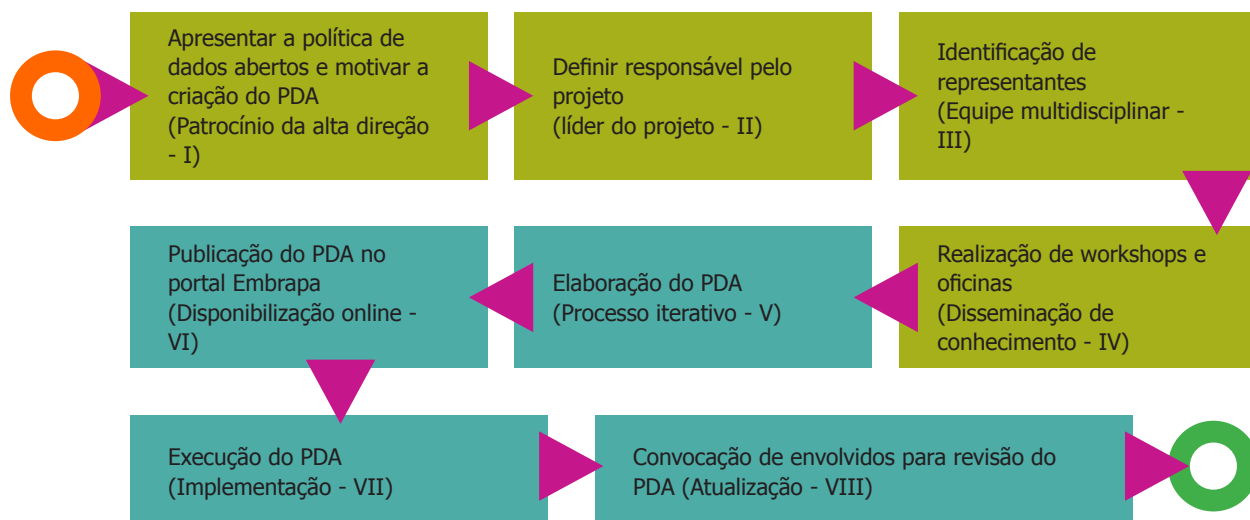 Apresentar a política de
dados abertos e motivar a
criação do PDA
(Patrocínio da alta direção
- I)
Definir responsável pelo
projeto
(líder do projeto - II)
Identificação de
representantes
(Equipe multidisciplinar -
III)
Realização de workshops e
oficinas
(Disseminação de
conhecimento - IV)
Elaboração do PDA
(Processo iterativo - V)
Publicação do PDA no
portal Embrapa
(Disponibilização online -
VI)
Execução do PDA
(Implementação - VII)
Convocação de envolvidos para revisão do
PDA (Atualização - VIII)